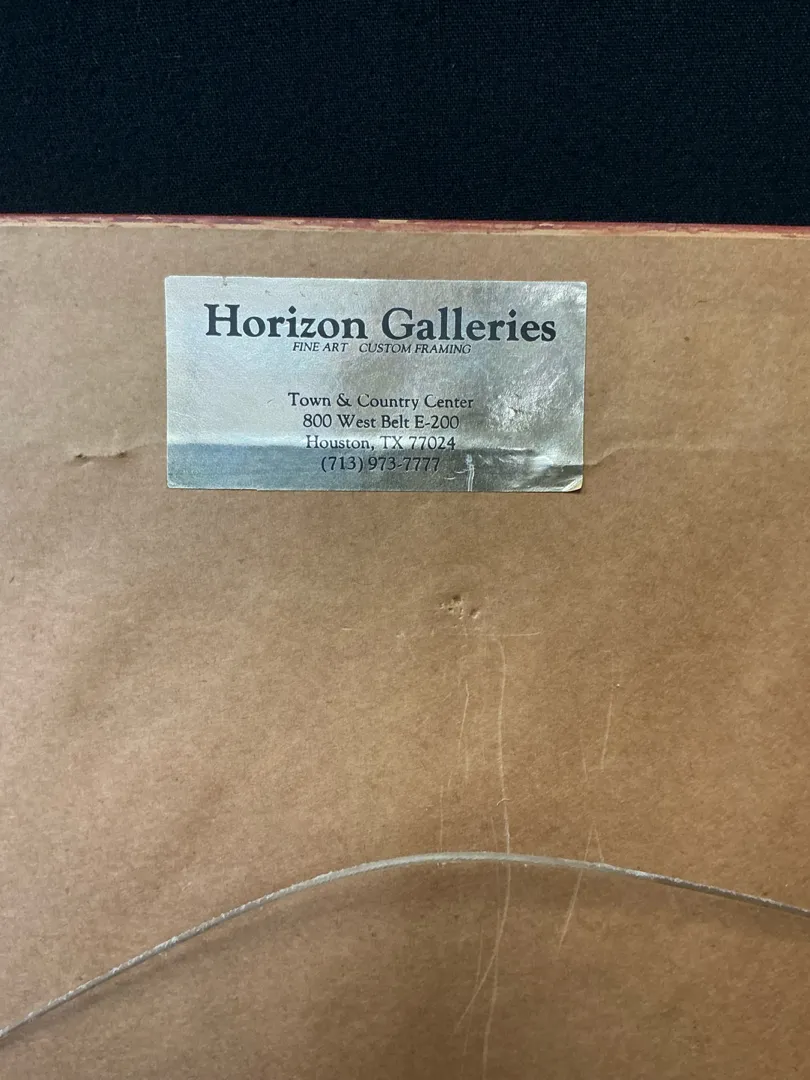 Horizon Galleries
FINE ART CUSTOM FRAMING
Town & Country Center
800 West Belt E-200
Houston, TX 77024
(713) 973-7777